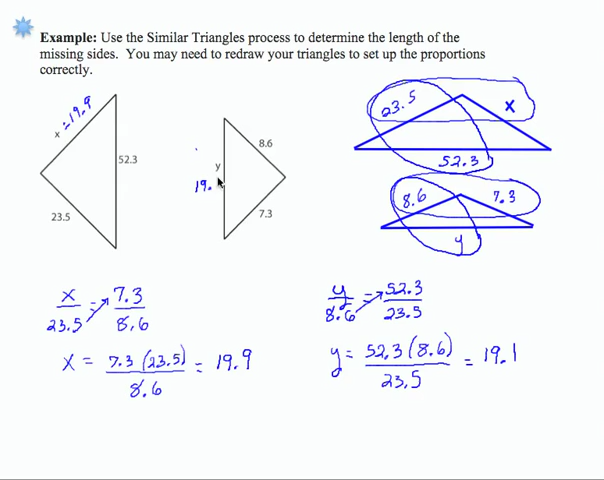 Example: Use the Similar Triangles process to determine the length of the
missing sides. You may need to redraw your triangles to set up the proportions
correctly.
x = 19.9
52.3
23.5
8.6
y
19.
7.3
23.5
x
52.3
8.6
7.3
y
x/23.5 = 7.3/8.6
x = 7.3(23.5)/8.6 = 19.9
y/8.6 = 52.3/23.5
y = 52.3(8.6)/23.5 = 19.1